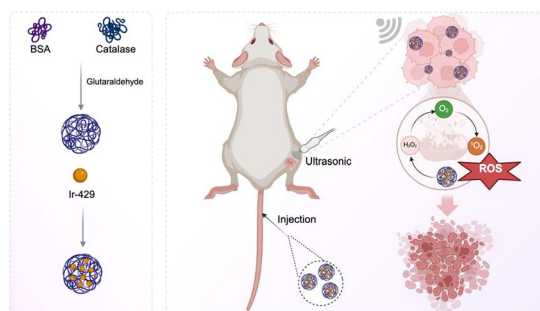 BSA
Catalase
Glutaraldehyde
Ir-429
Ultrasonic
Injection
O₂
H₂O₂
¹O₂
ROS